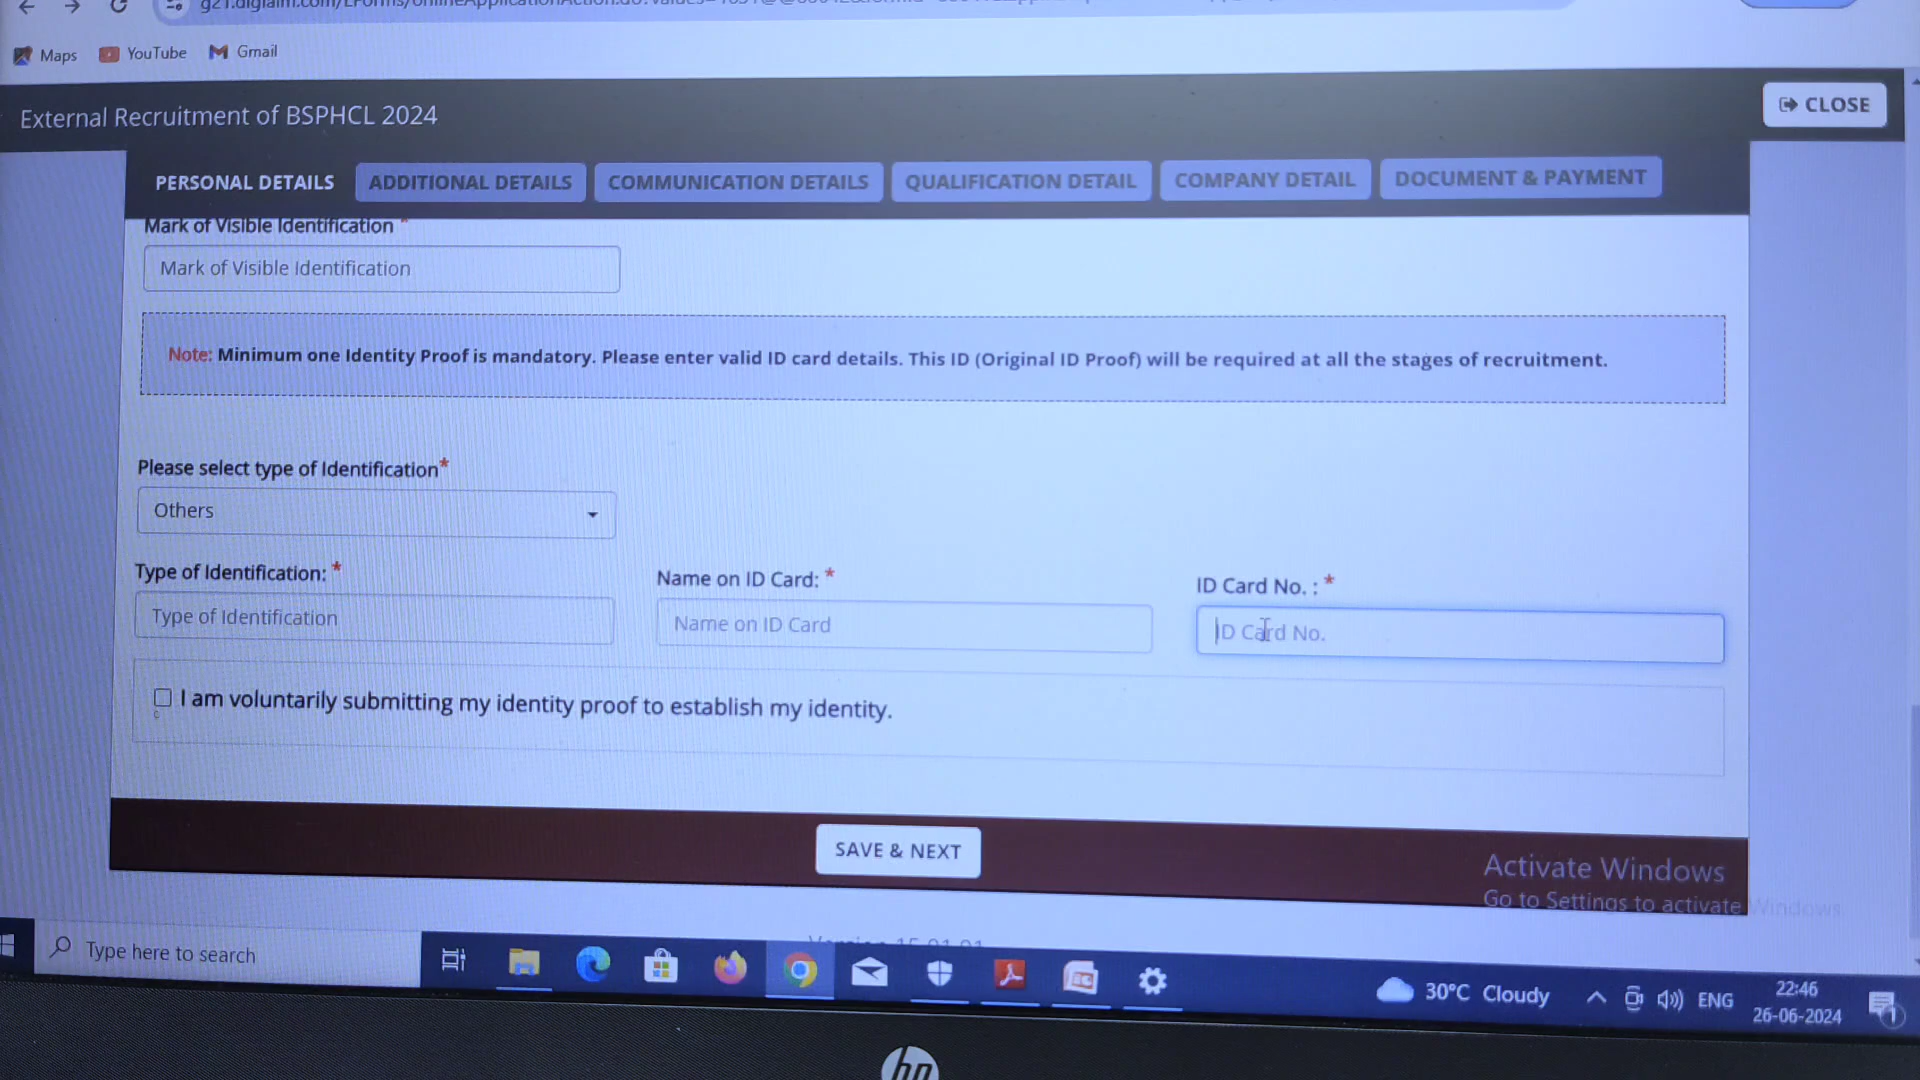 Maps YouTube Gmail
External Recruitment of BSPHCL 2024
CLOSE
PERSONAL DETAILS ADDITIONAL DETAILS COMMUNICATION DETAILS QUALIFICATION DETAIL COMPANY DETAIL DOCUMENT & PAYMENT
Mark of Visible Identification *
Mark of Visible Identification
Note: Minimum one Identity Proof is mandatory. Please enter valid ID card details. This ID (Original ID Proof) will be required at all the stages of recruitment.
Please select type of Identification*
Others
Type of Identification: * Name on ID Card: * ID Card No. : *
Type of Identification Name on ID Card ID Card No.
I am voluntarily submitting my identity proof to establish my identity.
SAVE & NEXT
Activate Windows
Go to Settings to activate Windows.
Type here to search
30°C Cloudy ENG 22:46
26-06-2024
1
hp